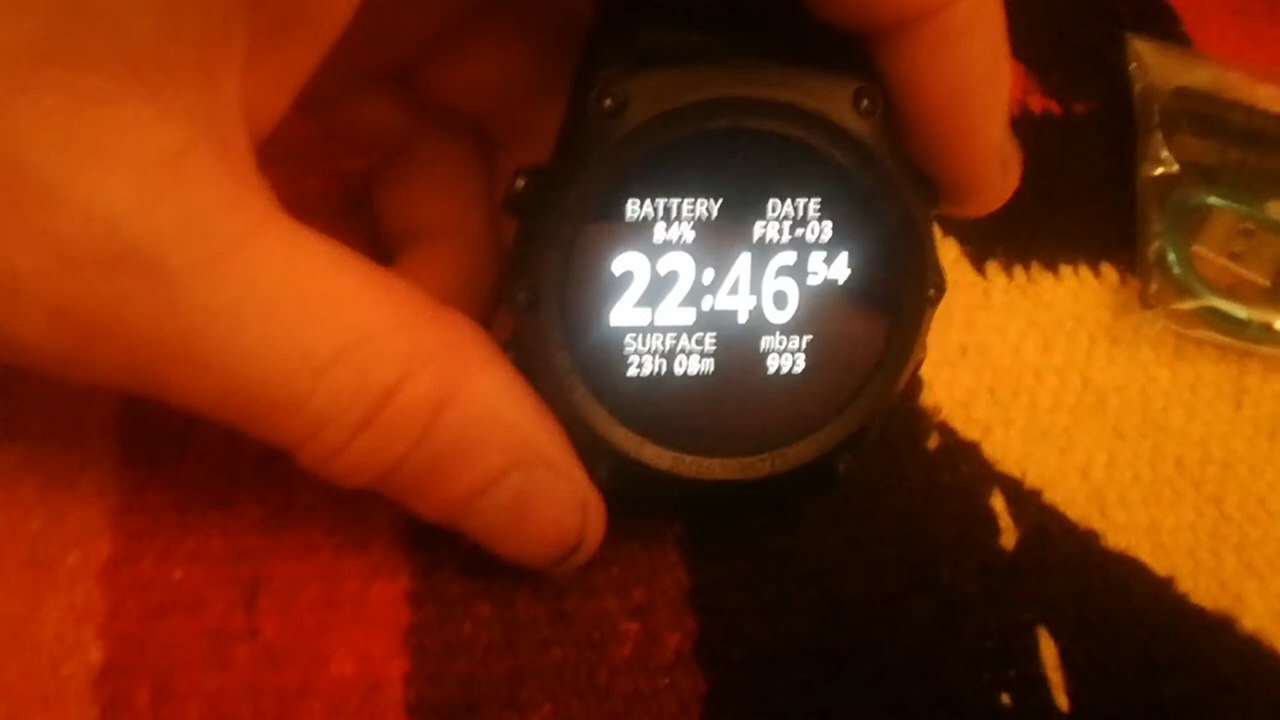 BATTERY DATE
84% FRI-03
22:46 54
SURFACE mbar
23h 08m 993